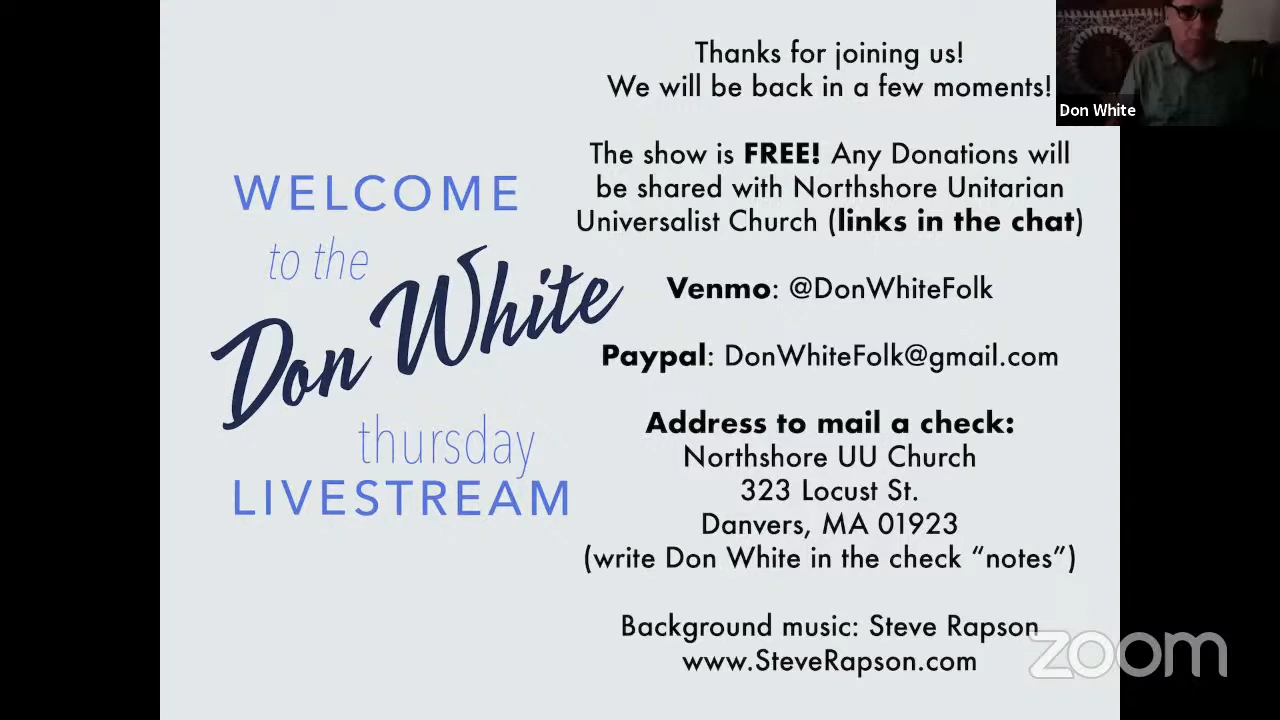 WELCOME
to the
Don White
thursday
LIVESTREAM
Thanks for joining us!
We will be back in a few moments!
The show is FREE! Any Donations will
be shared with Northshore Unitarian
Universalist Church (links in the chat)
Venmo: @DonWhiteFolk
Paypal: DonWhiteFolk@gmail.com
Address to mail a check:
Northshore UU Church
323 Locust St.
Danvers, MA 01923
(write Don White in the check “notes”)
Background music: Steve Rapson
www.SteveRapson.com
Don White
zoom